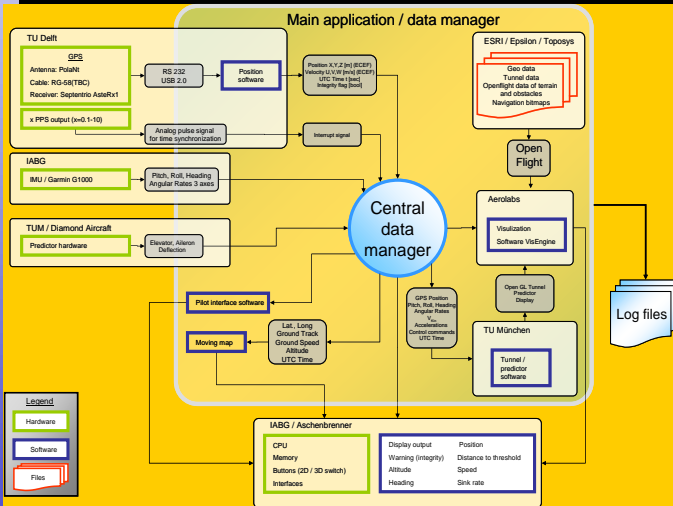 Main application / data manager
TU Delft
GPS
Antenna: PolaNt
Cable: RG-58(TBC)
Receiver: Septentrio AsteRx1
x PPS output (x=0.1-10)
RS 232
USB 2.0
Position
software
Position X,Y,Z [m] (ECEF)
Velocity U,V,W [m/s] (ECEF)
UTC Time t [sec]
Integrity flag [bool]
Analog pulse signal
for time synchronization
Interrupt signal
ESRI / Epsilon / Toposys
Geo data
Tunnel data
Openflight data of terrain
and obstacles
Navigation bitmaps
Open
Flight
IABG
IMU / Garmin G1000
Pitch, Roll, Heading
Angular Rates 3 axes
TUM / Diamond Aircraft
Predictor hardware
Elevator, Aileron
Deflection
Central
data
manager
Aerolabs
Visulization
Software VisEngine
Open GL Tunnel
Predictor
Display
TU München
Tunnel /
predictor
software
GPS Position
Pitch, Roll, Heading
Angular Rates
Accelerations
Control commands
UTC Time
Pilot interface software
Moving map
Lat., Long
Ground Track
Ground Speed
Altitude
UTC Time
Log files
Legend
Hardware
Software
Files
IABG / Aschenbrenner
CPU
Memory
Buttons (2D / 3D switch)
Interfaces
Display output
Warning (integrity)
Altitude
Heading
Position
Distance to threshold
Speed
Sink rate